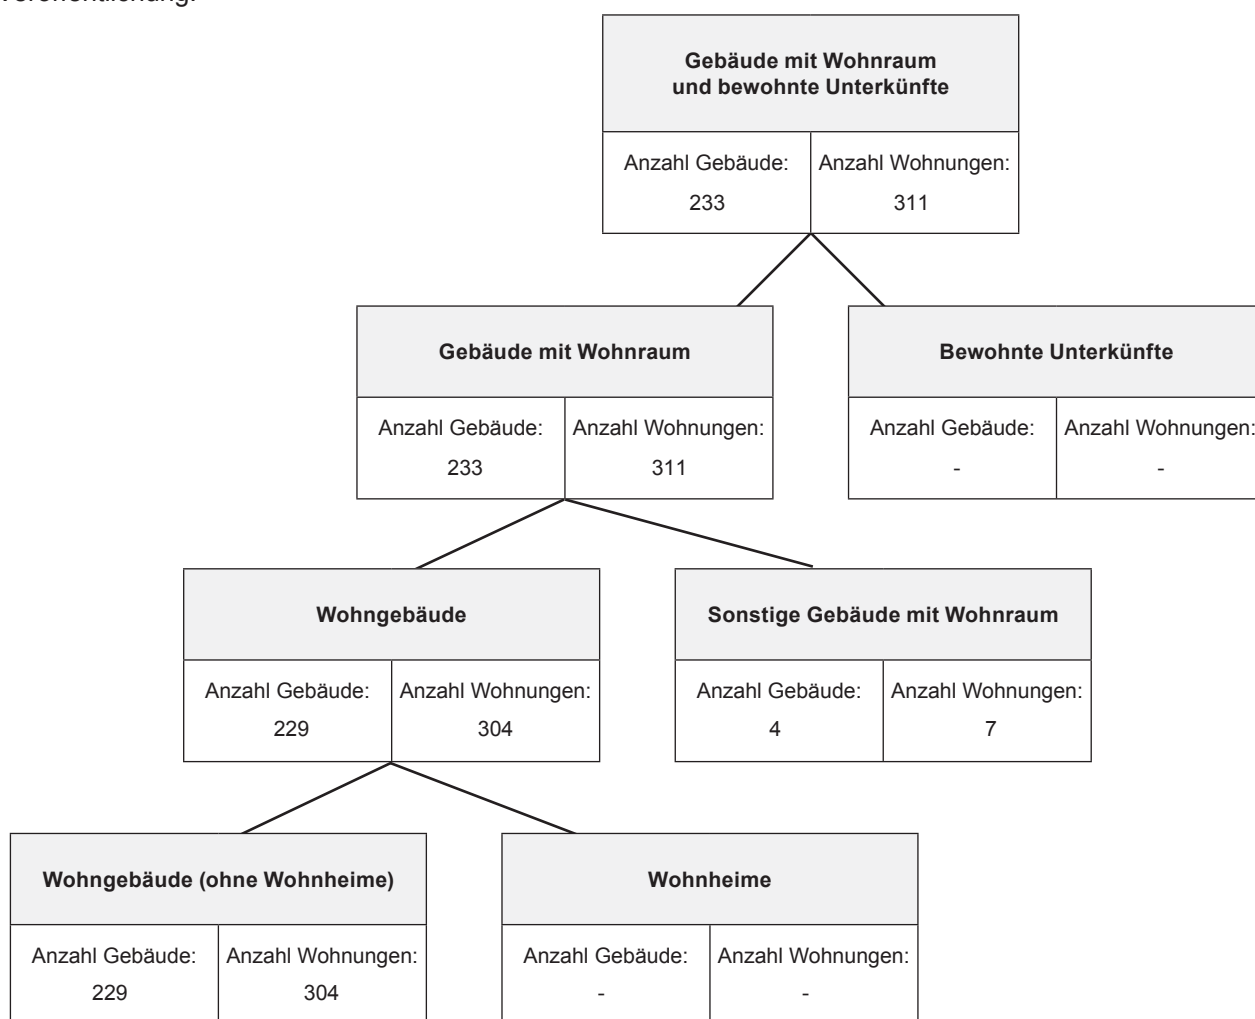 Veröffentlichung.
Gebäude mit Wohnraum
und bewohnte Unterkünfte
Anzahl Gebäude: Anzahl Wohnungen:
233 311
Gebäude mit Wohnraum
Bewohnte Unterkünfte
Anzahl Gebäude: Anzahl Wohnungen:
233 311
Anzahl Gebäude: Anzahl Wohnungen:
- -
Wohngebäude
Sonstige Gebäude mit Wohnraum
Anzahl Gebäude: Anzahl Wohnungen:
229 304
Anzahl Gebäude: Anzahl Wohnungen:
4 7
Wohngebäude (ohne Wohnheime)
Wohnheime
Anzahl Gebäude: Anzahl Wohnungen:
229 304
Anzahl Gebäude: Anzahl Wohnungen:
- -